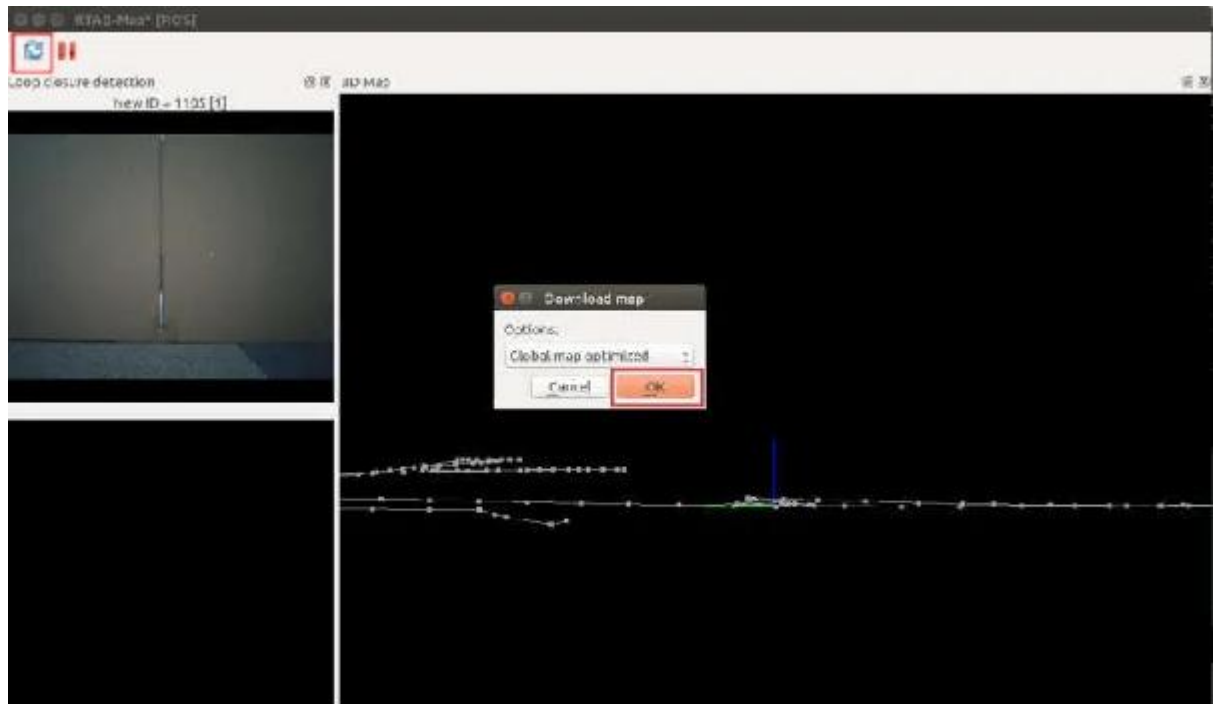 RTAB-Map* [ROS]
Loop closure detection
3D Map
New ID = 1105 [1]
Download map
Options:
Global map optimized
Cancel
OK